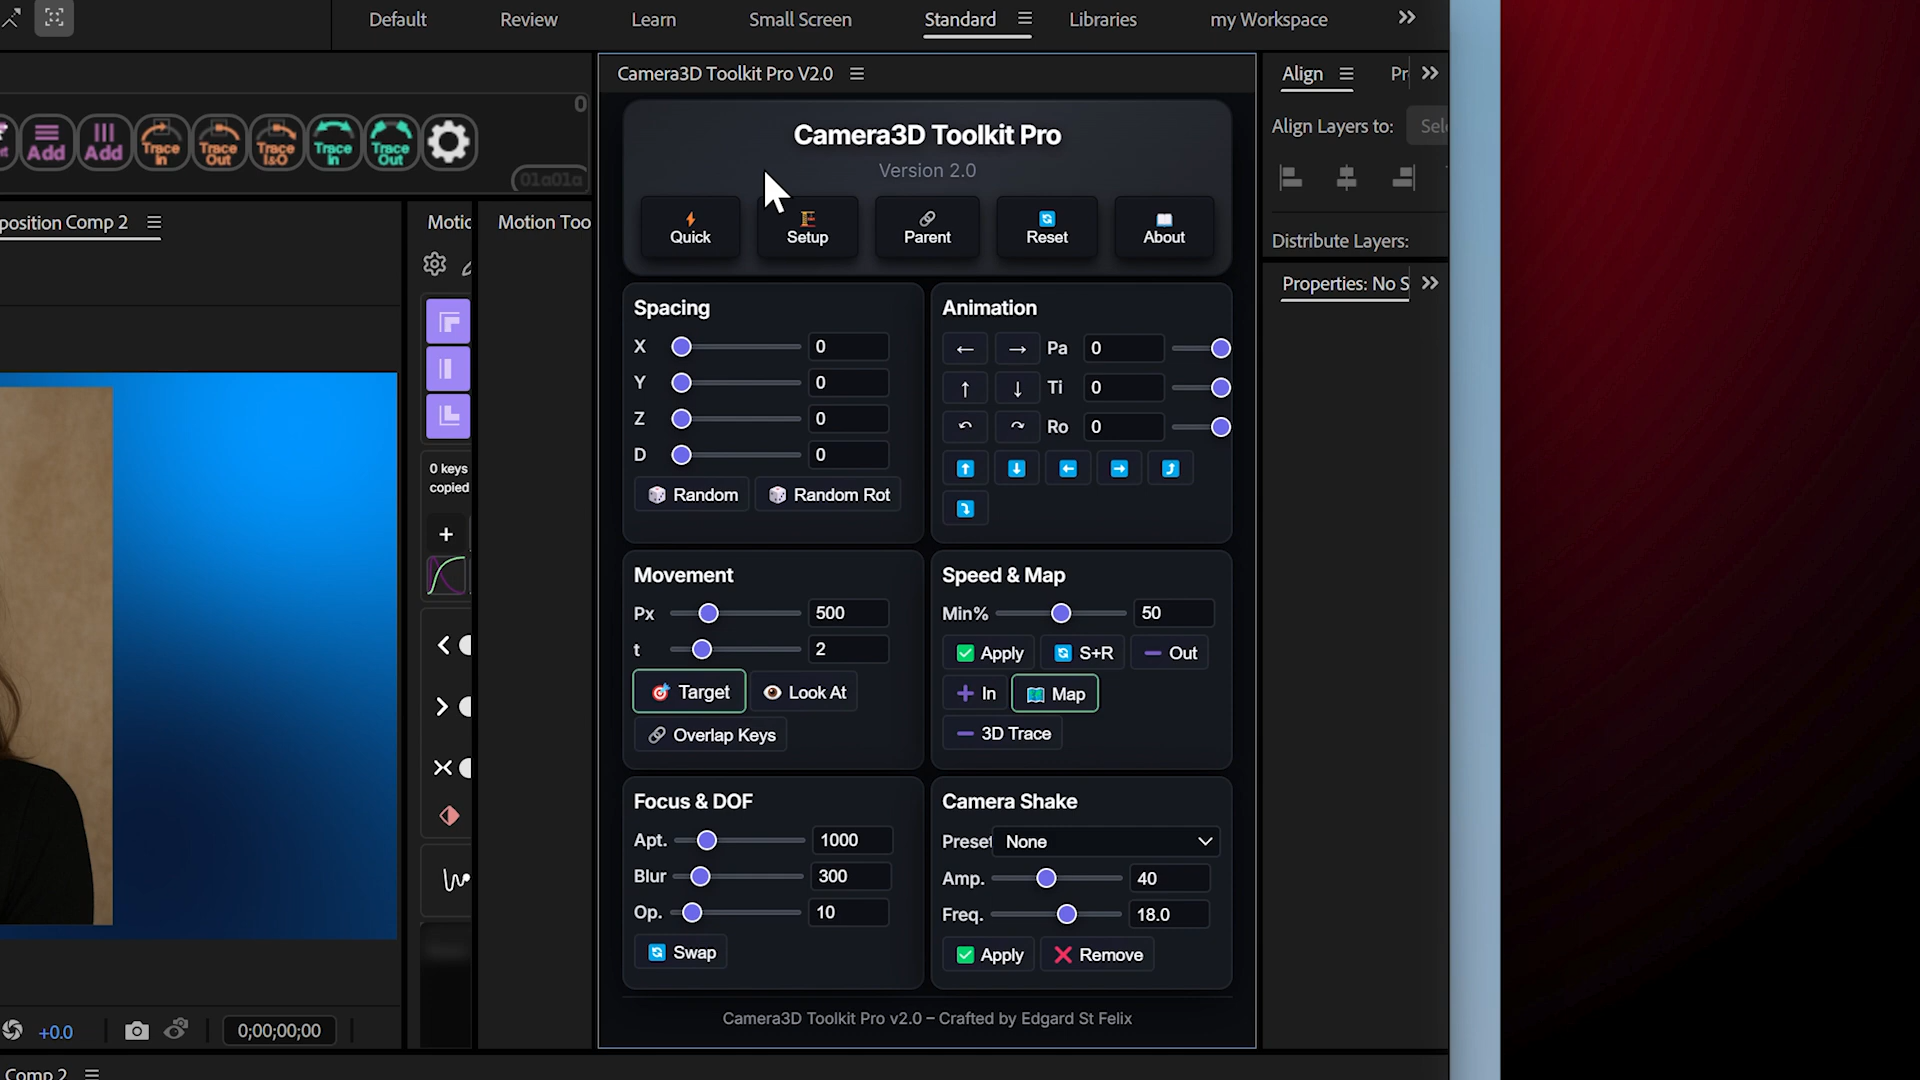 Default
Review
Learn
Small Screen
Standard
Libraries
my Workspace
Camera3D Toolkit Pro V2.0
Align
Align Layers to:
0
Add
Add
Trace In
Trace Out
Trace I&O
Trace In
Trace Out
01a01a
Camera3D Toolkit Pro
Version 2.0
Quick
Setup
Parent
Reset
About
position Comp 2
Motion Too
Distribute Layers:
Properties: No S
Spacing
X 0
Y 0
Z 0
D 0
Random
Random Rot
Animation
Pa 0
Ti 0
Ro 0
0 keys
copied
Movement
Px 500
t 2
Target
Look At
Overlap Keys
Speed & Map
Min% 50
Apply
S+R
Out
In
Map
3D Trace
Focus & DOF
Apt. 1000
Blur 300
Op. 10
Swap
Camera Shake
Preset None
Amp. 40
Freq. 18.0
Apply
Remove
Camera3D Toolkit Pro v2.0 – Crafted by Edgard St Felix
+0.0
0;00;00;00
Comp 2